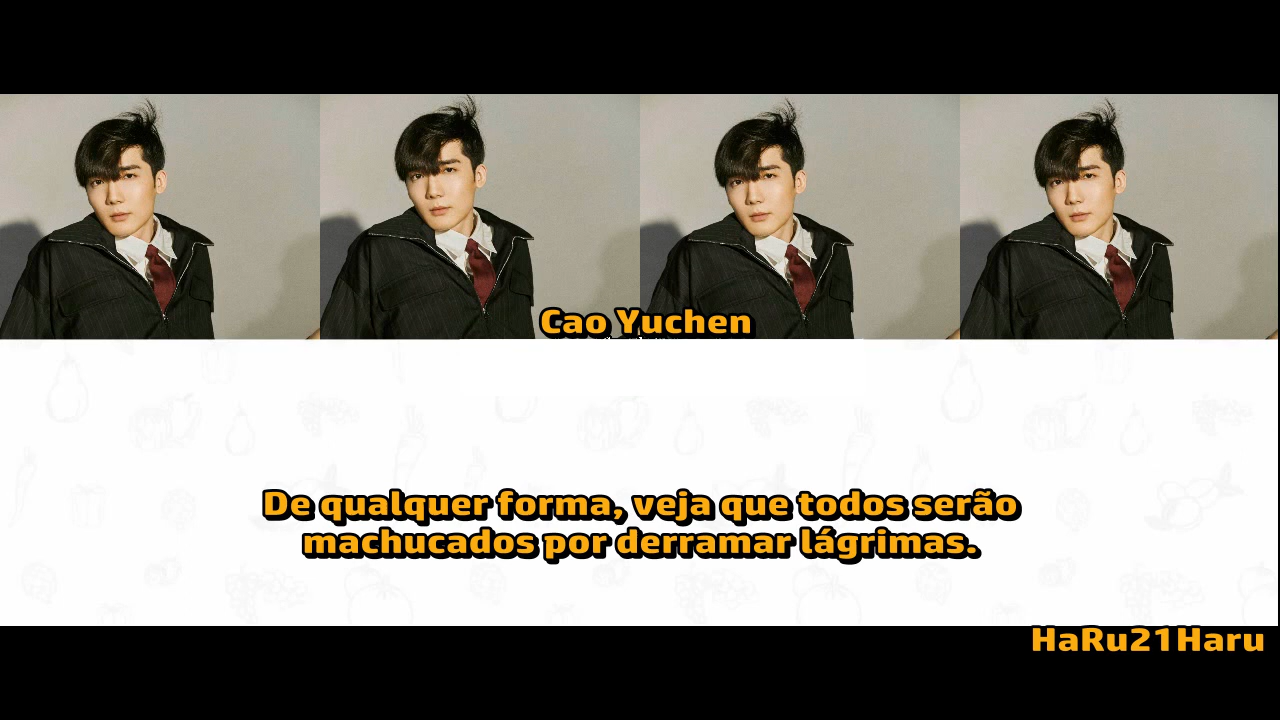 Cao Yuchen
De qualquer forma, veja que todos serão
machucados por derramar lágrimas.
HaRu21Haru